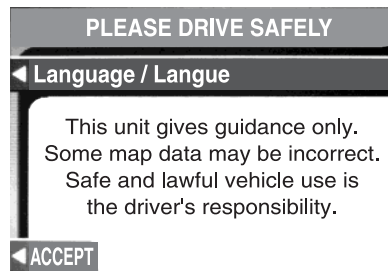 PLEASE DRIVE SAFELY
Language / Langue
This unit gives guidance only.
Some map data may be incorrect.
Safe and lawful vehicle use is
the driver's responsibility.
ACCEPT